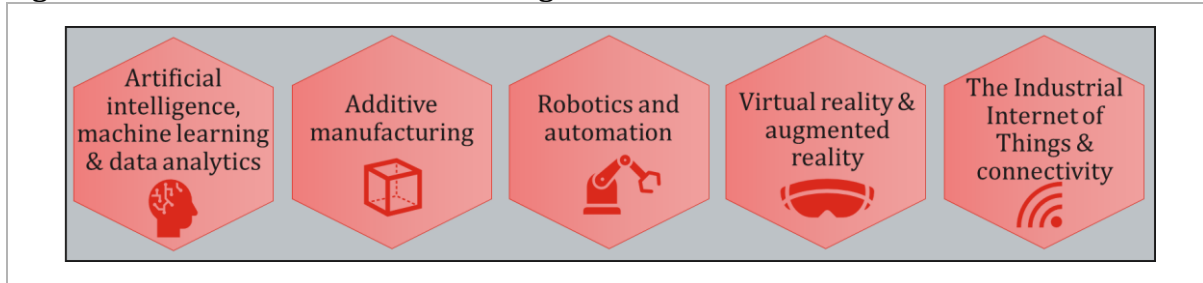 Artificial
intelligence,
machine learning
& data analytics
Additive
manufacturing
Robotics and
automation
Virtual reality &
augmented
reality
The Industrial
Internet of
Things &
connectivity